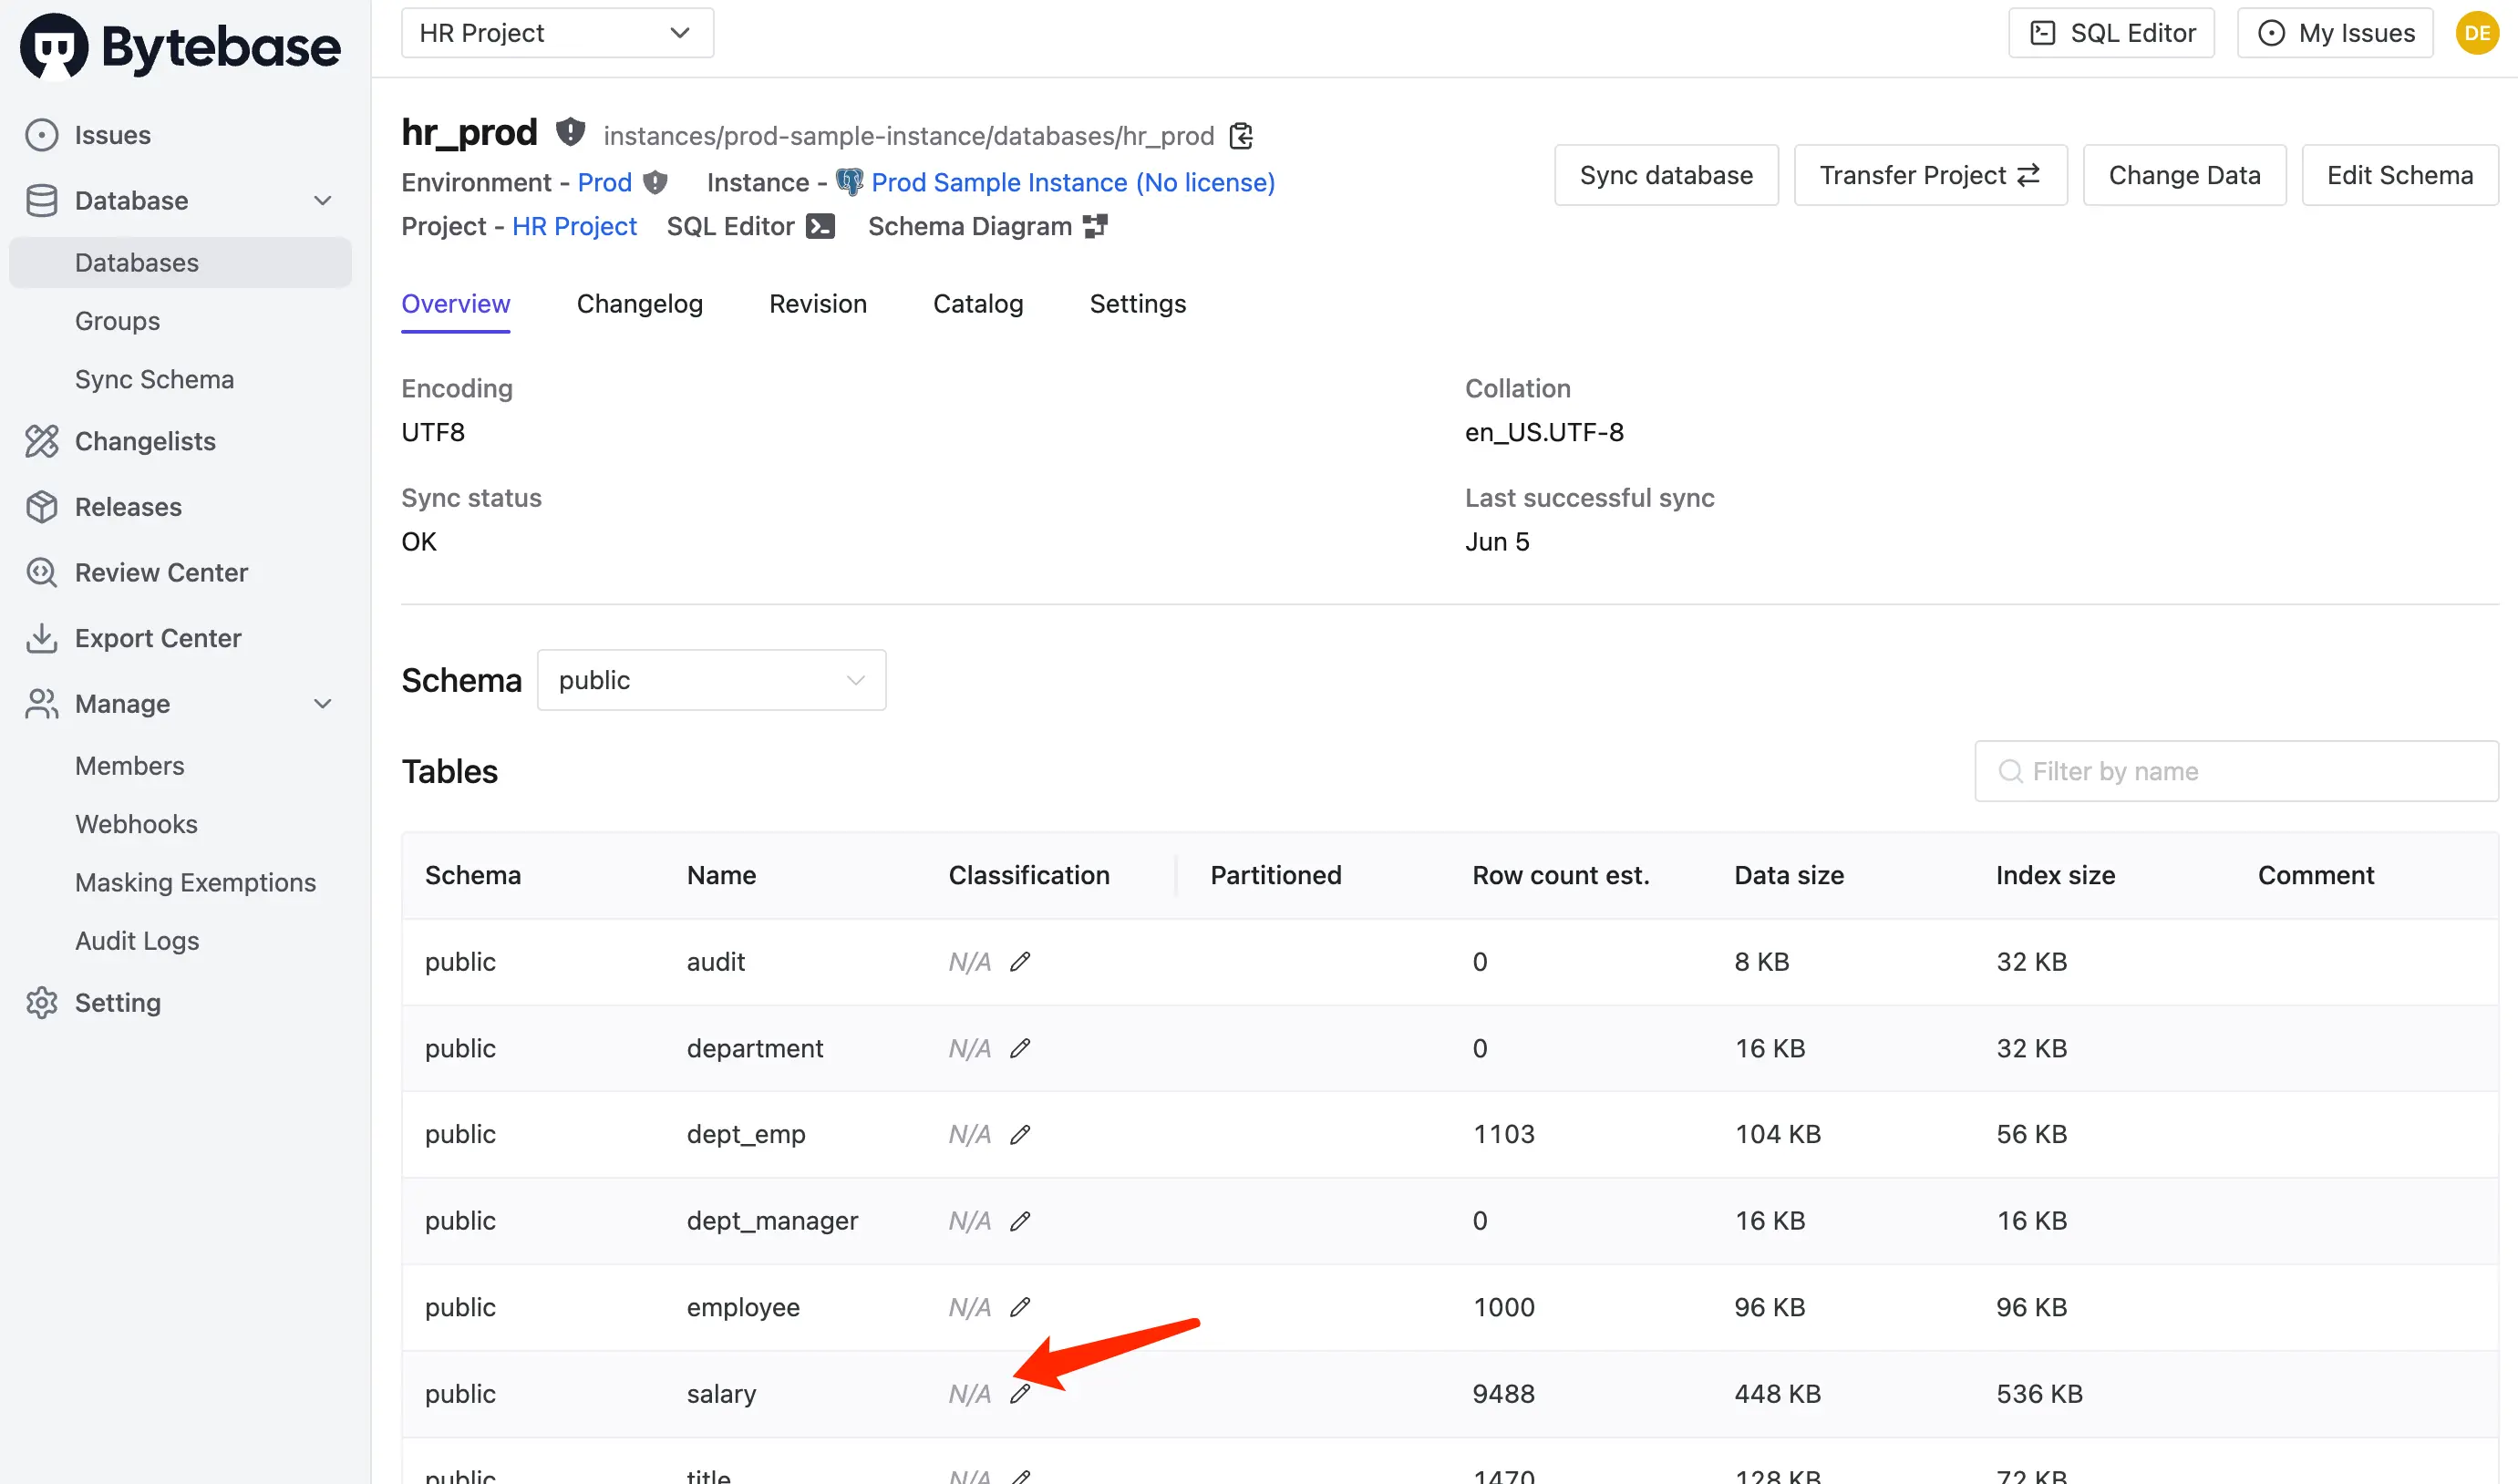 Bytebase
HR Project
SQL Editor
My Issues
DE
Issues
Database
Databases
Groups
Sync Schema
Changelists
Releases
Review Center
Export Center
Manage
Members
Webhooks
Masking Exemptions
Audit Logs
Setting
hr_prod instances/prod-sample-instance/databases/hr_prod
Environment - Prod Instance - Prod Sample Instance (No license)
Project - HR Project SQL Editor Schema Diagram
Sync database Transfer Project Change Data Edit Schema
Overview Changelog Revision Catalog Settings
Encoding Collation
UTF8 en_US.UTF-8
Sync status Last successful sync
OK Jun 5
Schema public
Tables Filter by name
Schema Name Classification Partitioned Row count est. Data size Index size Comment
public audit N/A 0 8 KB 32 KB
public department N/A 0 16 KB 32 KB
public dept_emp N/A 1103 104 KB 56 KB
public dept_manager N/A 0 16 KB 16 KB
public employee N/A 1000 96 KB 96 KB
public salary N/A 9488 448 KB 536 KB
public title N/A 1470 128 KB 72 KB